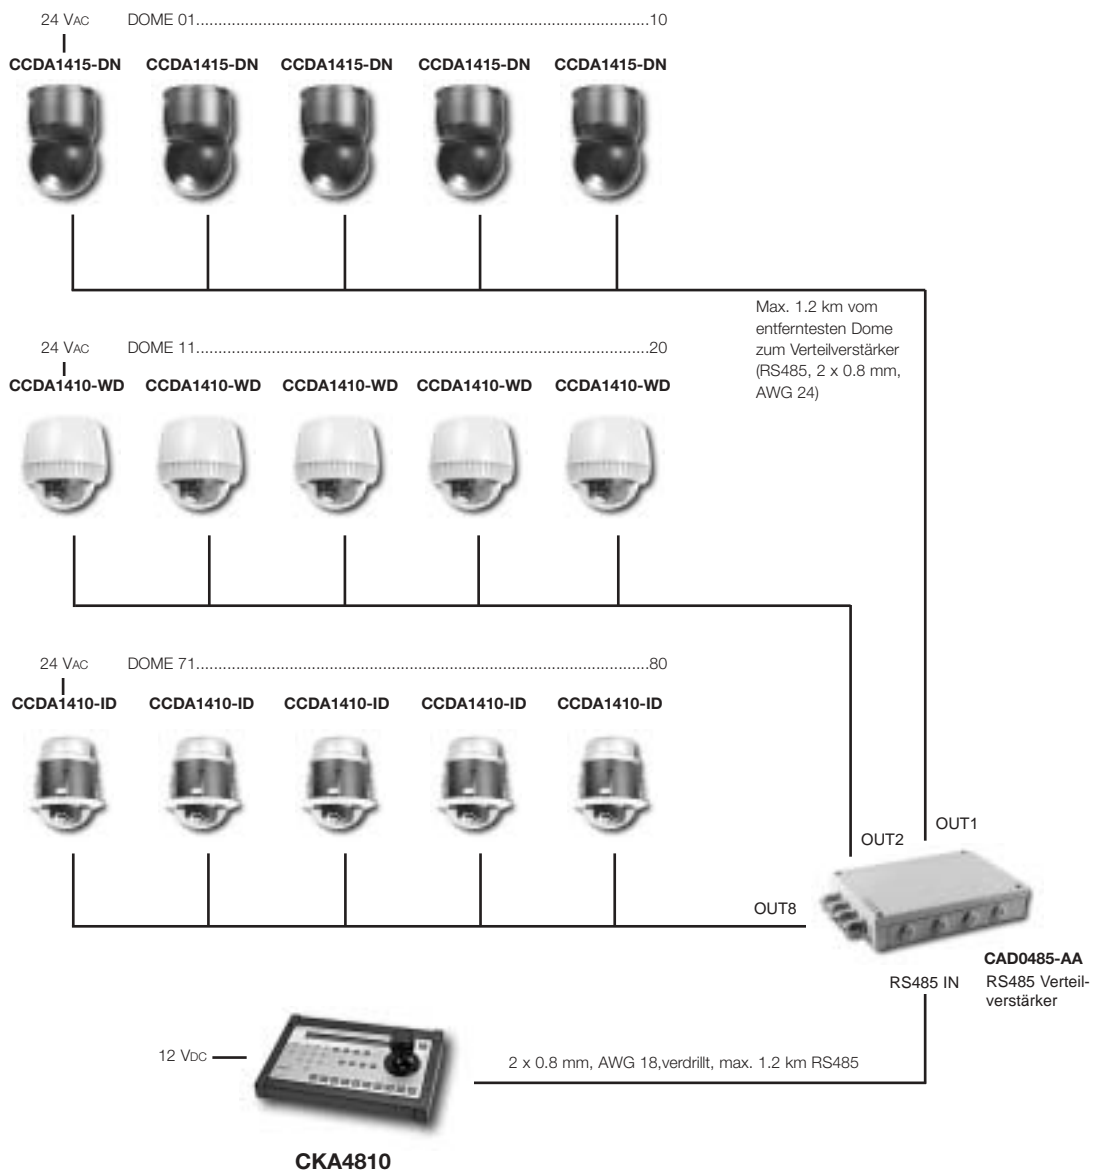 24 VAC DOME 01..........................................................................................................10
CCDA1415-DN CCDA1415-DN CCDA1415-DN CCDA1415-DN CCDA1415-DN
Max. 1.2 km vom
entferntesten Dome
zum Verteilverstärker
(RS485, 2 x 0.8 mm,
AWG 24)
24 VAC DOME 11..........................................................................................................20
CCDA1410-WD CCDA1410-WD CCDA1410-WD CCDA1410-WD CCDA1410-WD
24 VAC DOME 71..........................................................................................................80
CCDA1410-ID CCDA1410-ID CCDA1410-ID CCDA1410-ID CCDA1410-ID
OUT1
OUT2
OUT8
CAD0485-AA
RS485 IN RS485 Verteil-
verstärker
12 VDC
2 x 0.8 mm, AWG 18,verdrillt, max. 1.2 km RS485
CKA4810